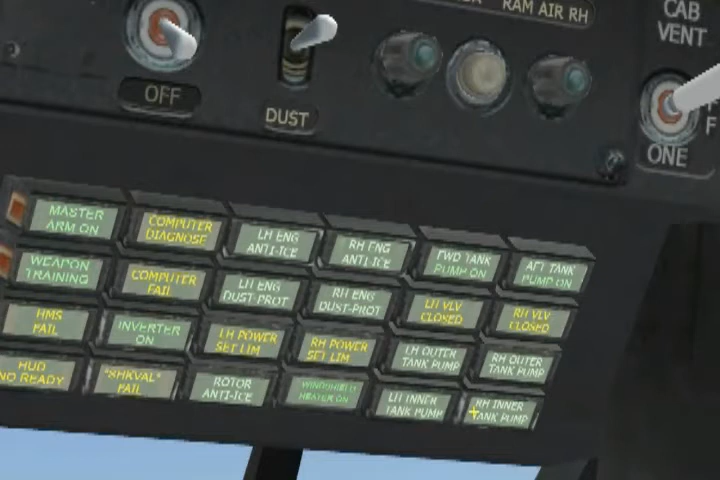 RAM AIR RH
CAB
VENT
OFF
DUST
ONE
MASTER
ARM ON
COMPUTER
DIAGNOSE
LH ENG
ANTI-ICE
RH ENG
ANTI ICE
FWD TANK
PUMP ON
AFT TANK
PUMP ON
WEAPON
TRAINING
COMPUTER
FAIL
LH ENG
DUST-PROT
RH ENG
DUST-PROT
LH VLV
CLOSED
RH VLV
CLOSED
HMS
FAIL
INVERTER
ON
LH POWER
SET LIM
RH POWER
SET LIM
LH OUTER
TANK PUMP
RH OUTER
TANK PUMP
HUD
NO READY
"SHKVAL"
FAIL
ROTOR
ANTI-ICE
WINDSHIELD
HEATER ON
LH INNER
TANK PUMP
RH INNER
TANK PUMP